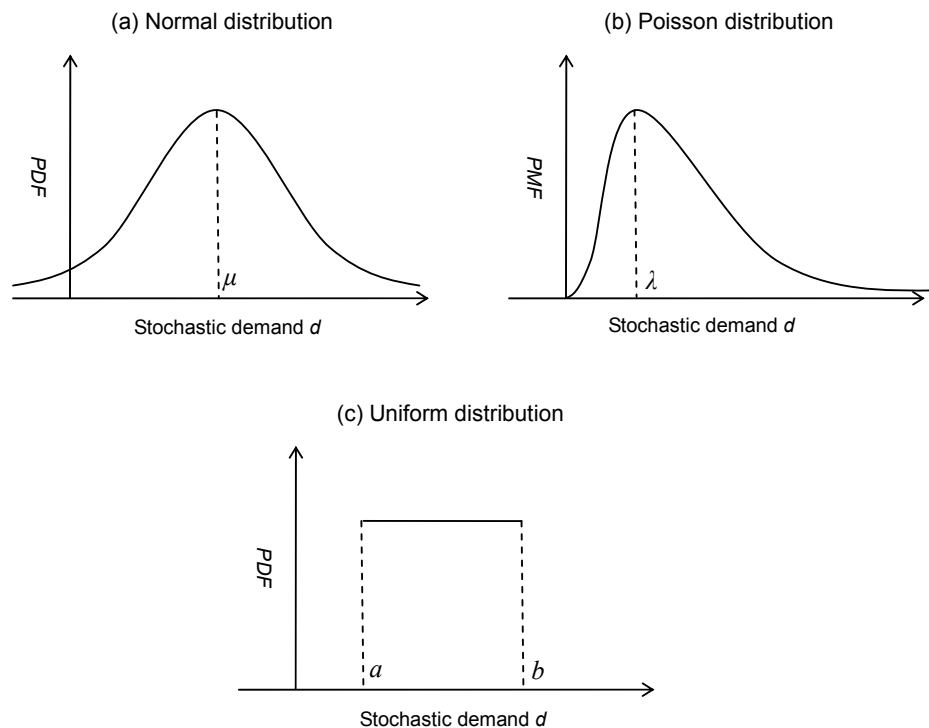 (a) Normal distribution
PDF
μ
Stochastic demand d
(b) Poisson distribution
PMF
λ
Stochastic demand d
(c) Uniform distribution
PDF
a
b
Stochastic demand d